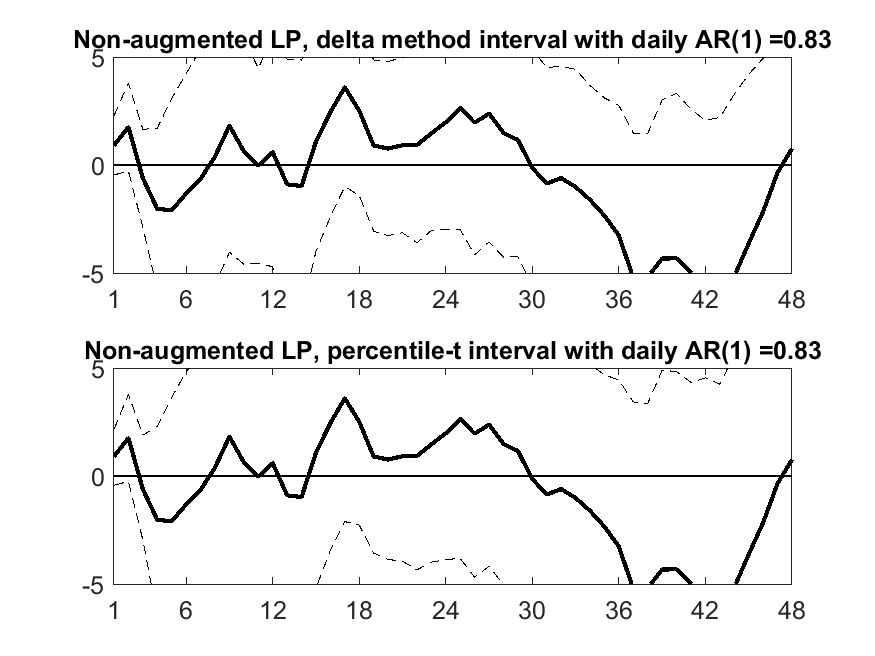 Non-augmented LP, delta method interval with daily AR(1) =0.83
5
0
-5
1 6 12 18 24 30 36 42 48
Non-augmented LP, percentile-t interval with daily AR(1) =0.83
5
0
-5
1 6 12 18 24 30 36 42 48